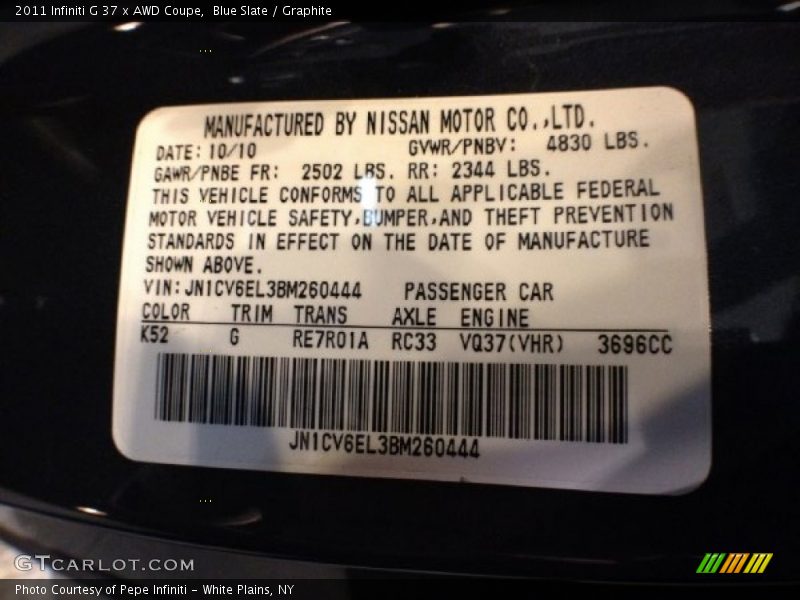 2011 Infiniti G 37 x AWD Coupe,  Blue Slate / Graphite
MANUFACTURED BY NISSAN MOTOR CO.,LTD.
DATE: 10/10 GVWR/PNBV: 4830 LBS.
GAWR/PNBE FR: 2502 LBS. RR: 2344 LBS.
THIS VEHICLE CONFORMS TO ALL APPLICABLE FEDERAL
MOTOR VEHICLE SAFETY,BUMPER,AND THEFT PREVENTION
STANDARDS IN EFFECT ON THE DATE OF MANUFACTURE
SHOWN ABOVE.
VIN:JN1CV6EL3BM260444 PASSENGER CAR
COLOR TRIM TRANS AXLE ENGINE
K52 G RE7R01A RC33 VQ37(VHR) 3696CC
JN1CV6EL3BM260444
GTCARLOT.COM
Photo Courtesy of Pepe Infiniti - White Plains, NY